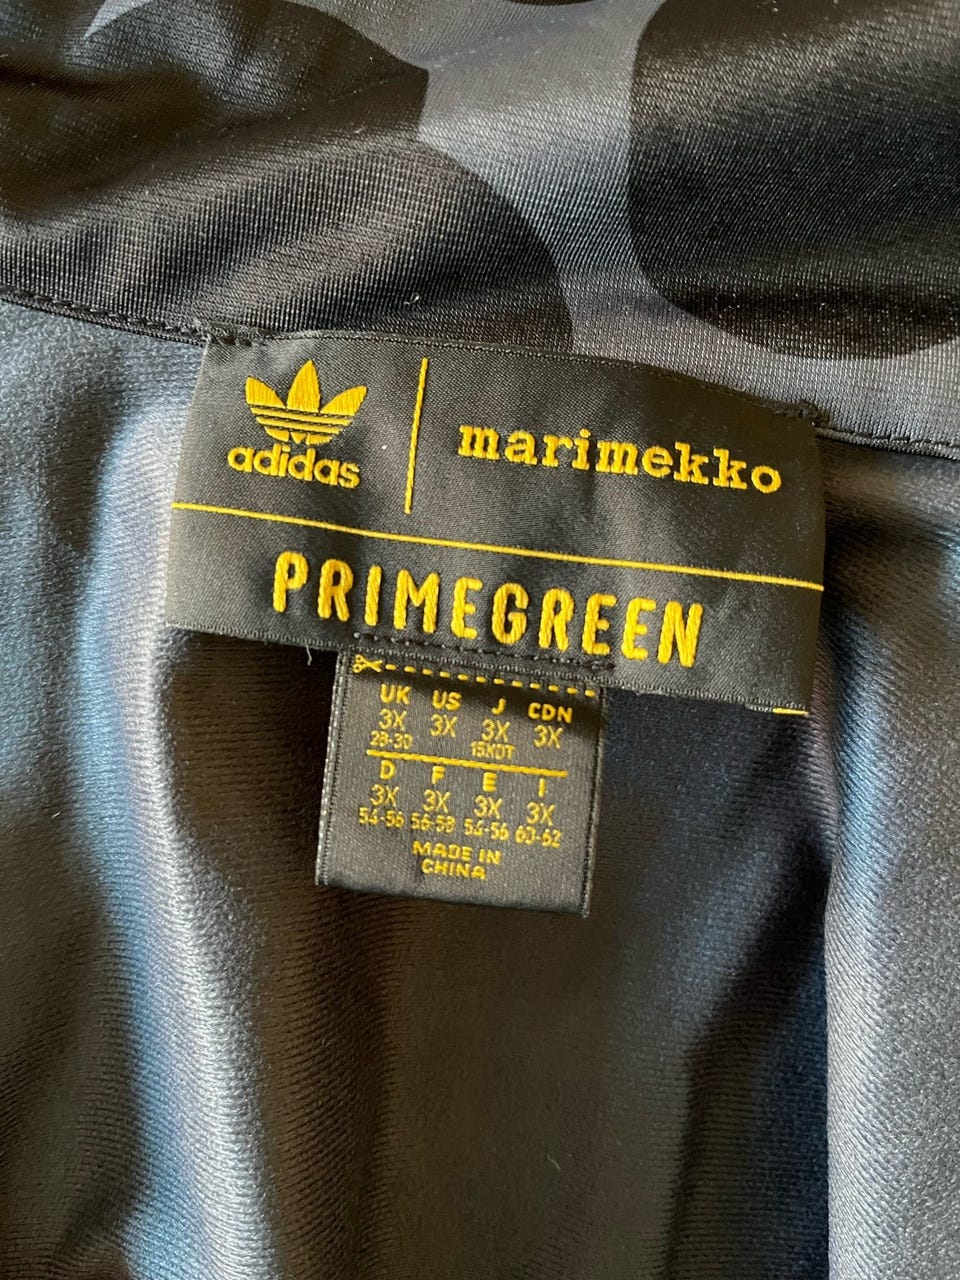 adidas
marimekko
PRIMEGREEN
UK US J CDN
3X 3X 3X 3X
28-30 15XOT
D F E I
3X 3X 3X 3X
54-56 56-58 54-56 60-62
MADE IN
CHINA